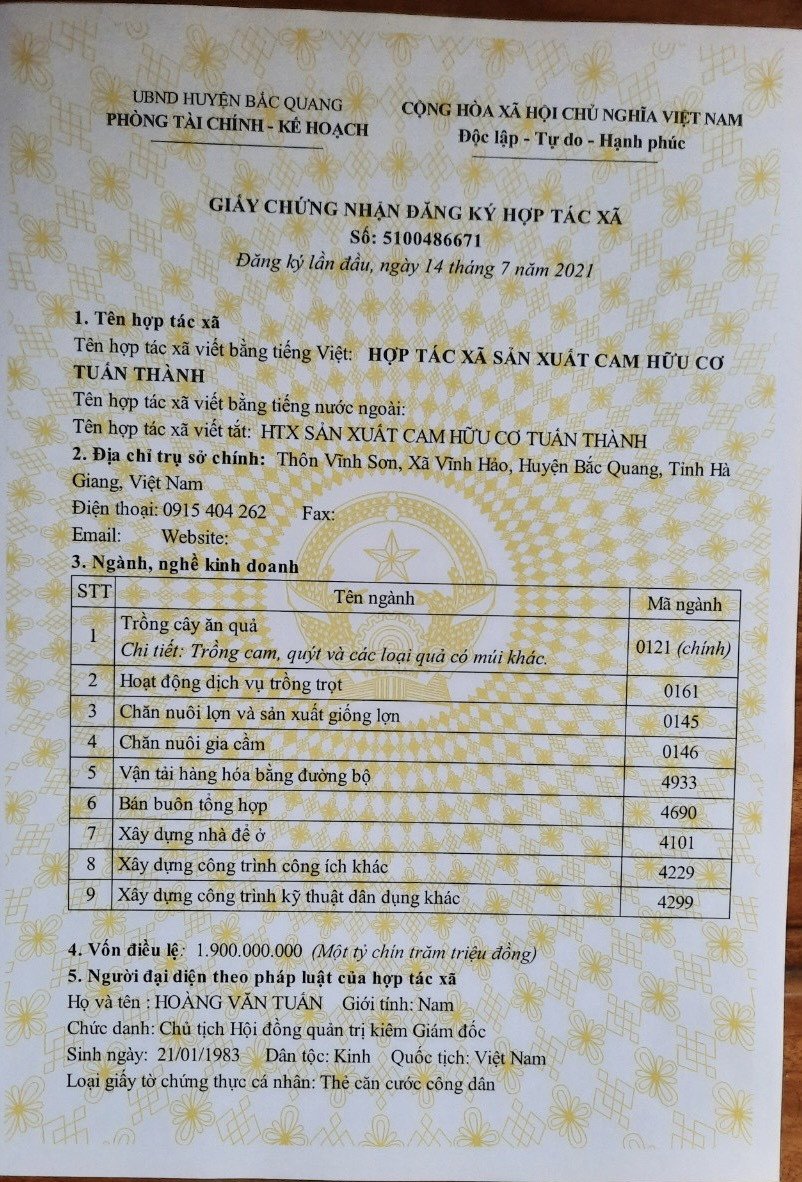 UBND HUYỆN BẮC QUANG
PHÒNG TÀI CHÍNH - KẾ HOẠCH
CỘNG HÒA XÃ HỘI CHỦ NGHĨA VIỆT NAM
Độc lập - Tự do - Hạnh phúc
GIẤY CHỨNG NHẬN ĐĂNG KÝ HỢP TÁC XÃ
Số: 5100486671
Đăng ký lần đầu, ngày 14 tháng 7 năm 2021
1. Tên hợp tác xã
Tên hợp tác xã viết bằng tiếng Việt: HỢP TÁC XÃ SẢN XUẤT CAM HỮU CƠ
TUẤN THÀNH
Tên hợp tác xã viết bằng tiếng nước ngoài:
Tên hợp tác xã viết tắt: HTX SẢN XUẤT CAM HỮU CƠ TUẤN THÀNH
2. Địa chỉ trụ sở chính: Thôn Vĩnh Sơn, Xã Vĩnh Hảo, Huyện Bắc Quang, Tỉnh Hà
Giang, Việt Nam
Điện thoại: 0915 404 262 Fax:
Email: Website:
3. Ngành, nghề kinh doanh
STT Tên ngành Mã ngành
1 Trồng cây ăn quả
Chi tiết: Trồng cam, quýt và các loại quả có múi khác. 0121 (chính)
2 Hoạt động dịch vụ trồng trọt 0161
3 Chăn nuôi lợn và sản xuất giống lợn 0145
4 Chăn nuôi gia cầm 0146
5 Vận tải hàng hóa bằng đường bộ 4933
6 Bán buôn tổng hợp 4690
7 Xây dựng nhà để ở 4101
8 Xây dựng công trình công ích khác 4229
9 Xây dựng công trình kỹ thuật dân dụng khác 4299
4. Vốn điều lệ: 1.900.000.000 (Một tỷ chín trăm triệu đồng)
5. Người đại diện theo pháp luật của hợp tác xã
Họ và tên : HOÀNG VĂN TUẤN Giới tính: Nam
Chức danh: Chủ tịch Hội đồng quản trị kiêm Giám đốc
Sinh ngày: 21/01/1983 Dân tộc: Kinh Quốc tịch: Việt Nam
Loại giấy tờ chứng thực cá nhân: Thẻ căn cước công dân